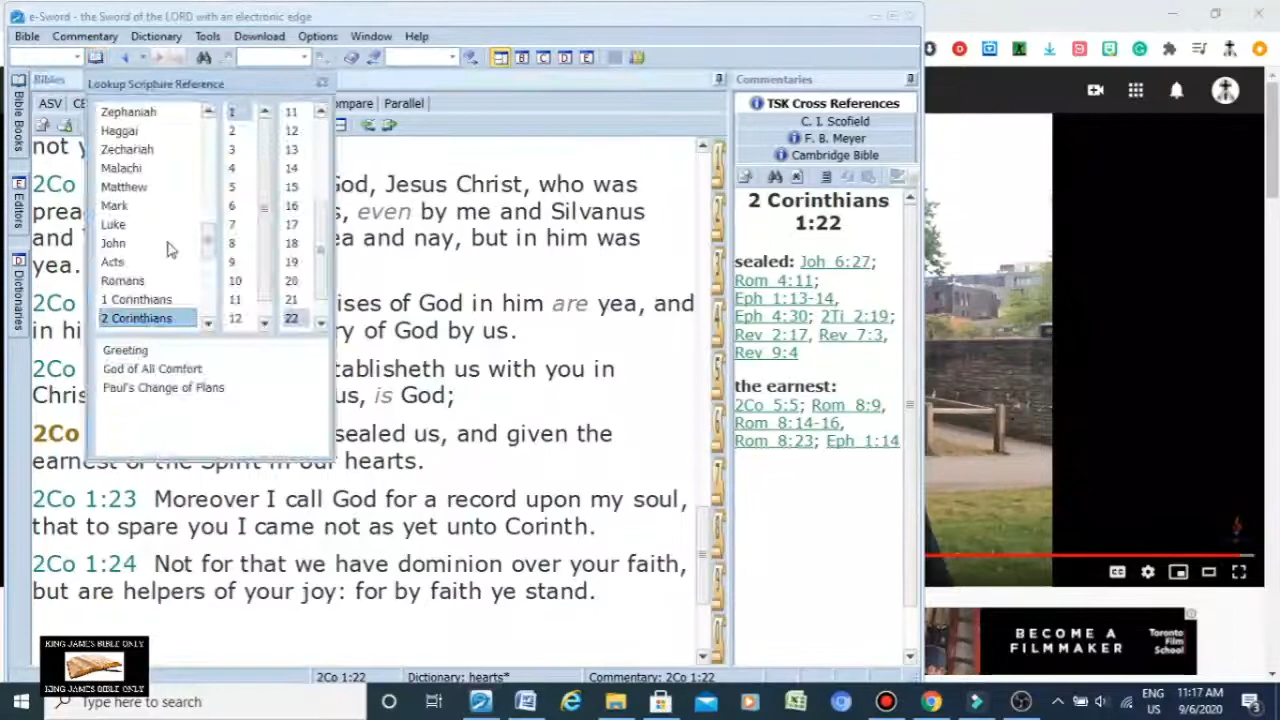 e-Sword - the Sword of the LORD with an electronic edge
Bible Commentary Dictionary Tools Download Options Window Help
B C D E
Bibles
Lookup Scripture Reference
Commentaries
ASV
ompare
Parallel
TSK Cross References
C. I. Scofield
F. B. Meyer
Cambridge Bible
Bible Books
E Editors
D Dictionaries
Zephaniah 1 11
Haggai 2 12
Zechariah 3 13
Malachi 4 14
Matthew 5 15
Mark 6 16
Luke 7 17
John 8 18
Acts 9 19
Romans 10 20
1 Corinthians 11 21
2 Corinthians 12 22
Greeting
God of All Comfort
Paul's Change of Plans
not y
2Co God, Jesus Christ, who was
prea s, even by me and Silvanus
and ea and nay, but in him was
yea.
2Co ises of God in him are yea, and
in hi ry of God by us.
2Co tablisheth us with you in
Chris us, is God;
2Co sealed us, and given the
earnest of the Spirit in our hearts.
2Co 1:23 Moreover I call God for a record upon my soul,
that to spare you I came not as yet unto Corinth.
2Co 1:24 Not for that we have dominion over your faith,
but are helpers of your joy: for by faith ye stand.
2 Corinthians
1:22
sealed: Joh 6:27;
Rom 4:11;
Eph 1:13-14,
Eph 4:30; 2Ti 2:19;
Rev 2:17, Rev 7:3,
Rev 9:4
the earnest:
2Co 5:5; Rom 8:9,
Rom 8:14-16,
Rom 8:23; Eph 1:14
2Co 1:22
Dictionary: hearts*
Commentary: 2Co 1:22
KING JAMES BIBLE ONLY
KING JAMES BIBLE ONLY
BECOME A
FILMMAKER
Toronto
Film
School
Type here to search
ENG
US
11:17 AM
9/6/2020
3